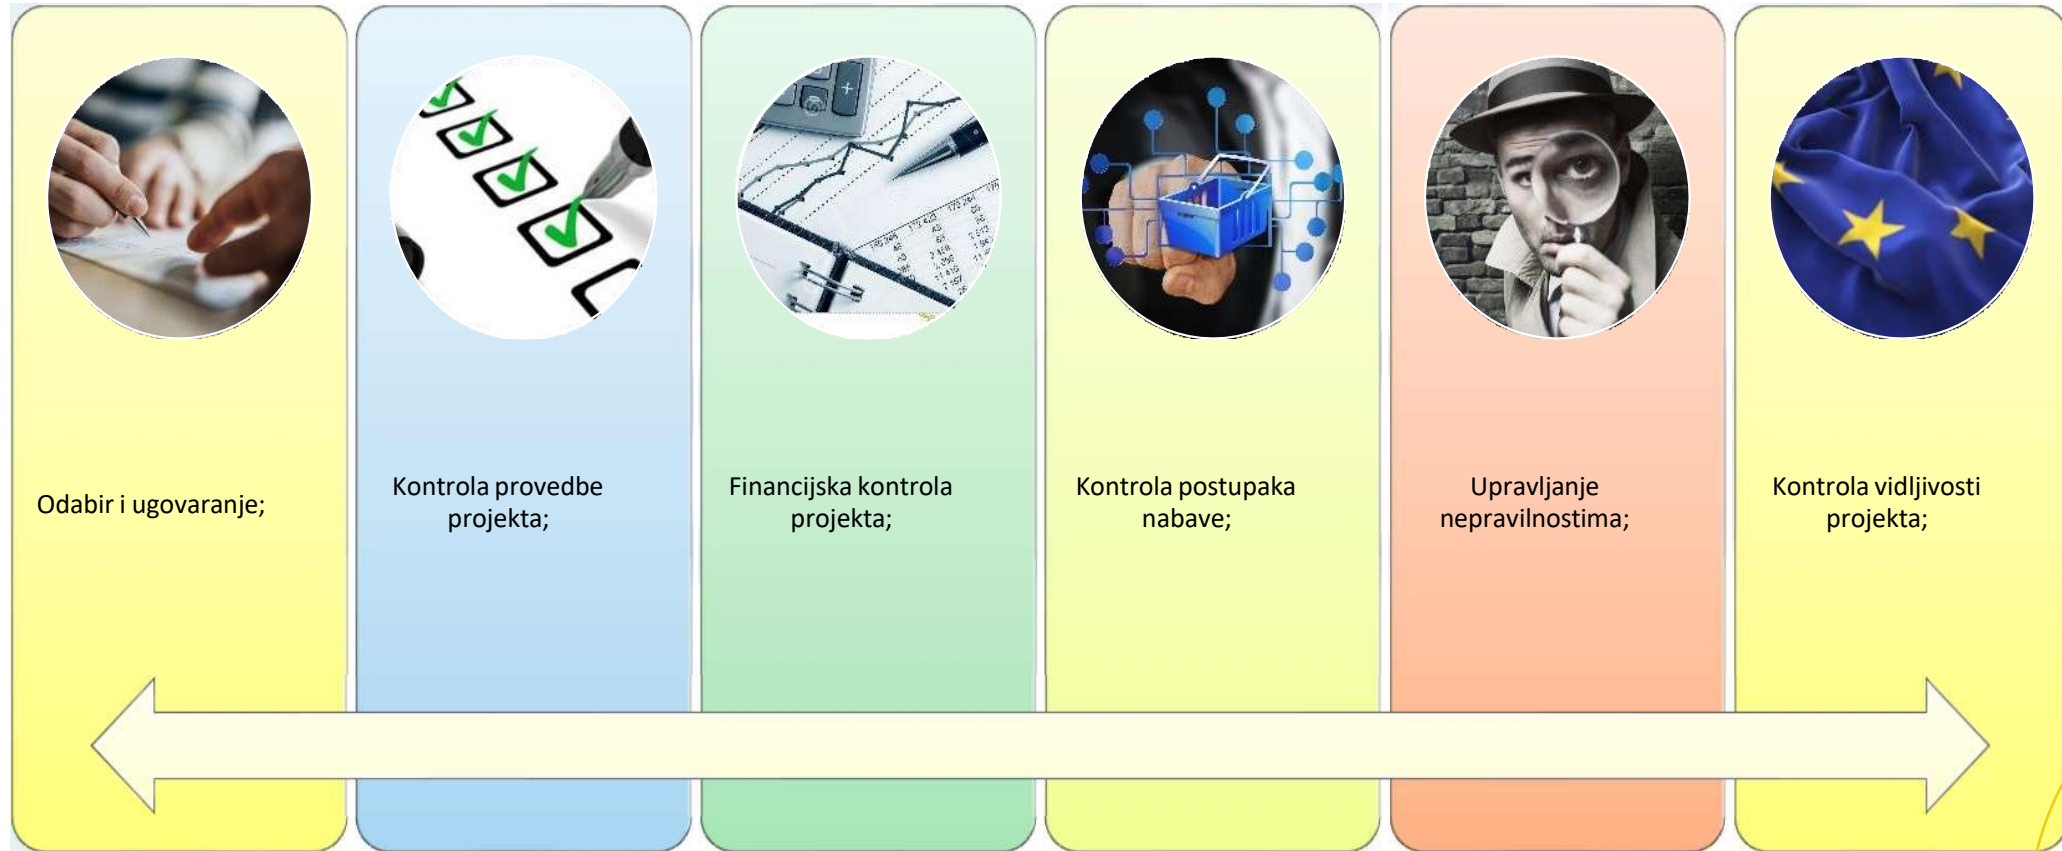 Odabir i ugovaranje;
Kontrola provedbe
projekta;
Financijska kontrola
projekta;
Kontrola postupaka
nabave;
Upravljanje
nepravilnostima;
Kontrola vidljivosti
projekta;